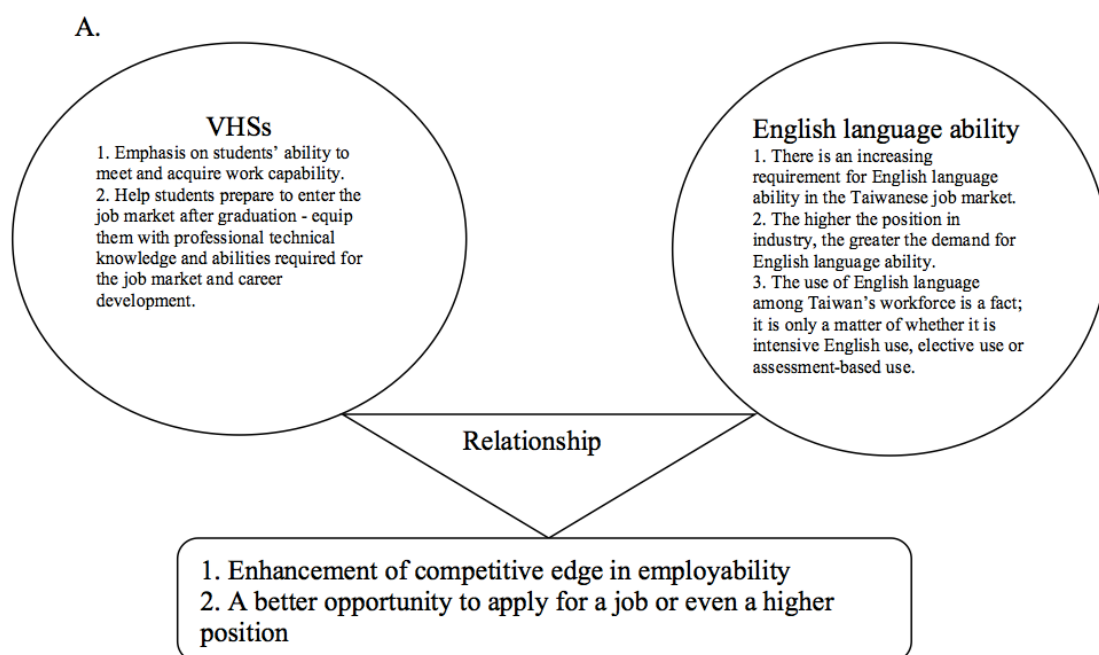 A.
VHSs
1. Emphasis on students’ ability to
meet and acquire work capability.
2. Help students prepare to enter the
job market after graduation - equip
them with professional technical
knowledge and abilities required for
the job market and career
development.
English language ability
1. There is an increasing
requirement for English language
ability in the Taiwanese job market.
2. The higher the position in
industry, the greater the demand for
English language ability.
3. The use of English language
among Taiwan’s workforce is a fact;
it is only a matter of whether it is
intensive English use, elective use or
assessment-based use.
Relationship
1. Enhancement of competitive edge in employability
2. A better opportunity to apply for a job or even a higher
position